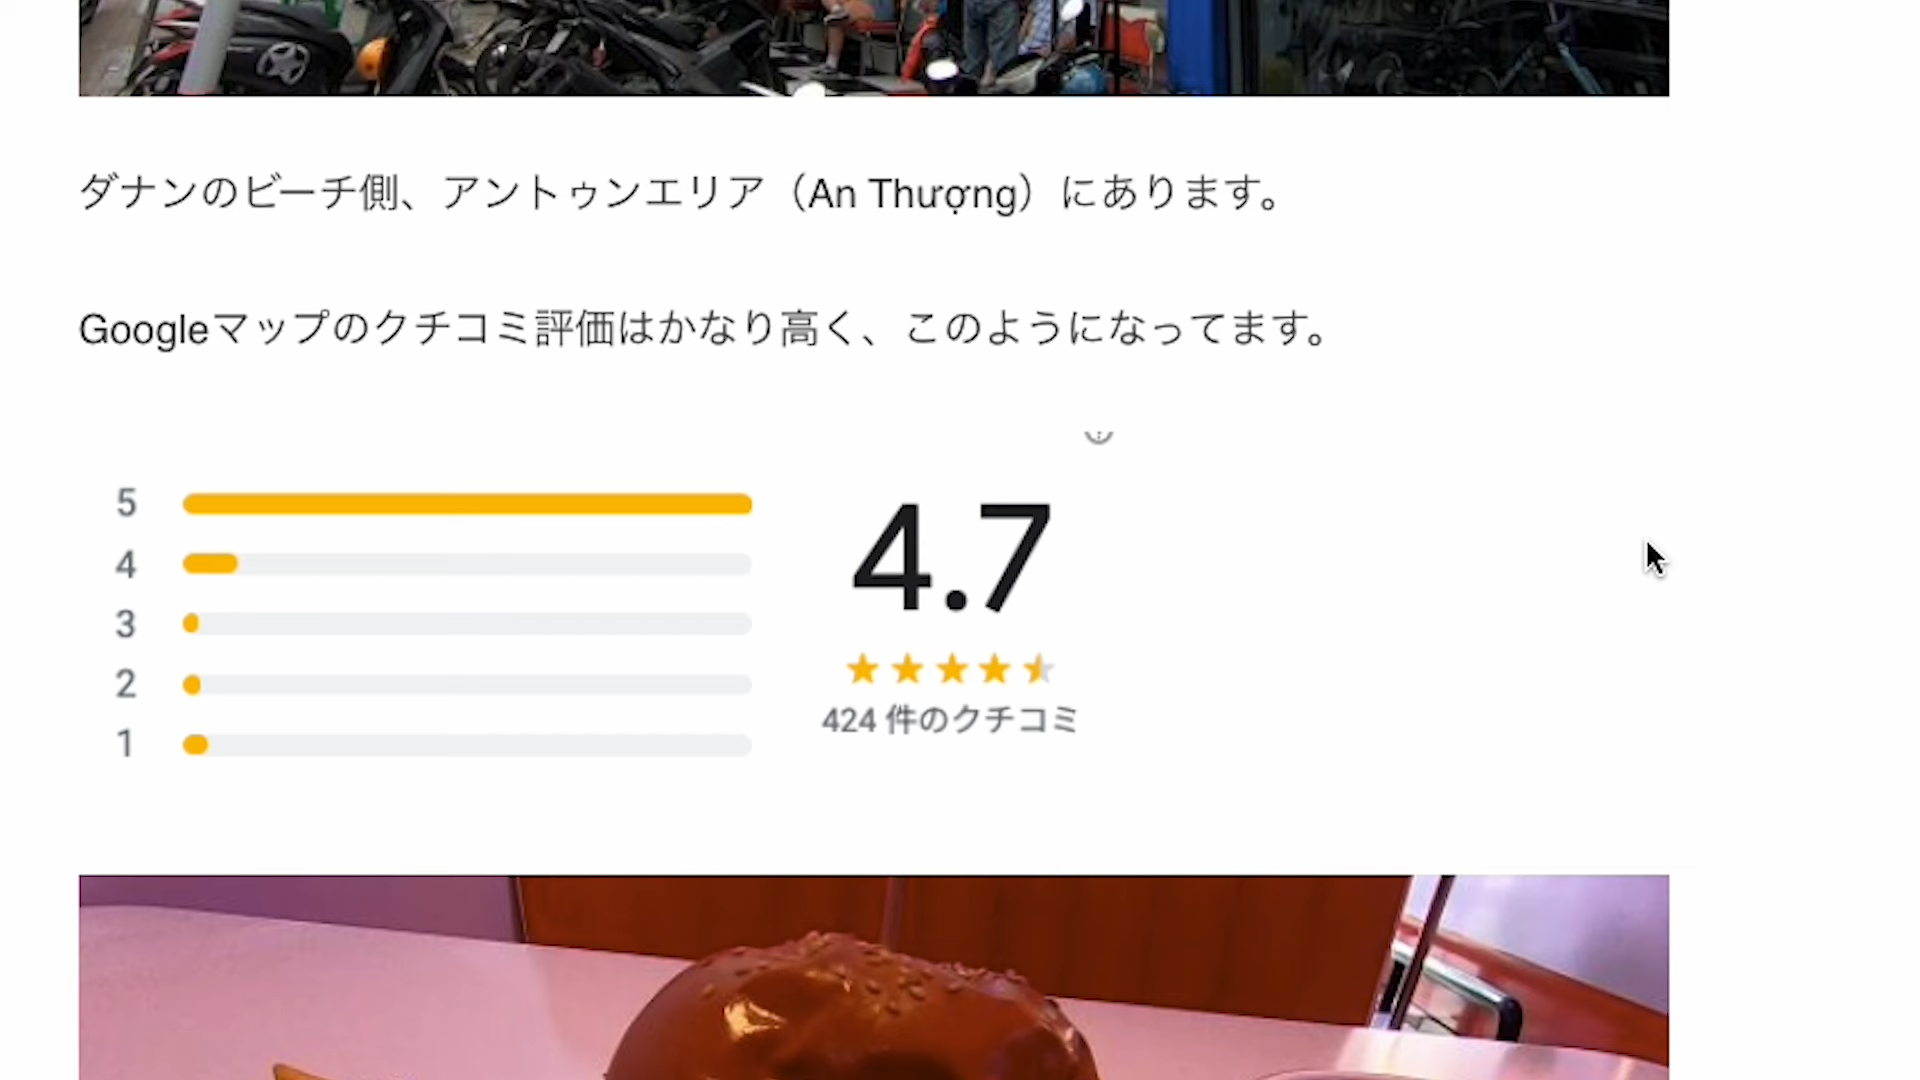 ダナンのビーチ側、アントゥンエリア（An Thượng）にあります。
Googleマップのクチコミ評価はかなり高く、このようになってます。
5
4
3
2
1
4.7
424 件のクチコミ